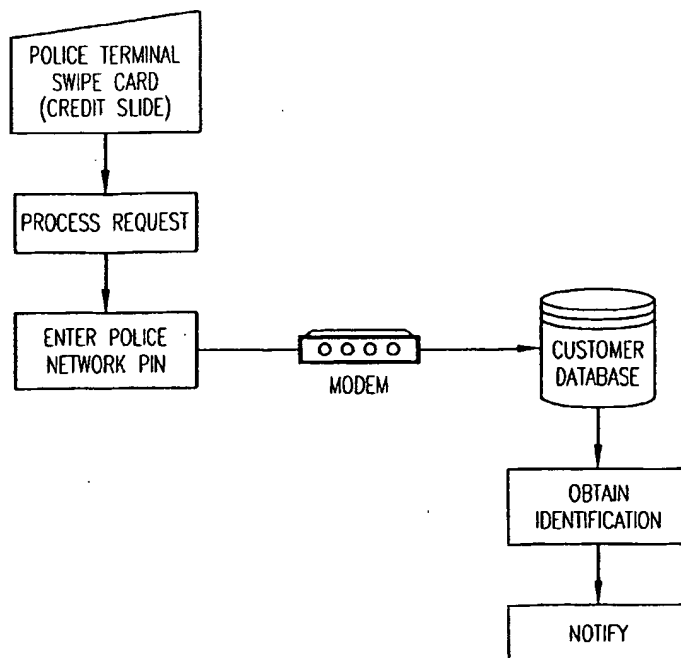 POLICE TERMINAL
SWIPE CARD
(CREDIT SLIDE)
PROCESS REQUEST
ENTER POLICE
NETWORK PIN
MODEM
CUSTOMER
DATABASE
OBTAIN
IDENTIFICATION
NOTIFY